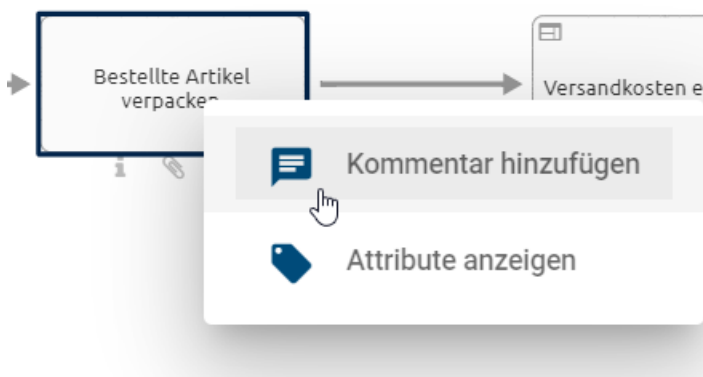 Bestellte Artikel
verpacken
Versandkosten e
Kommentar hinzufügen
Attribute anzeigen